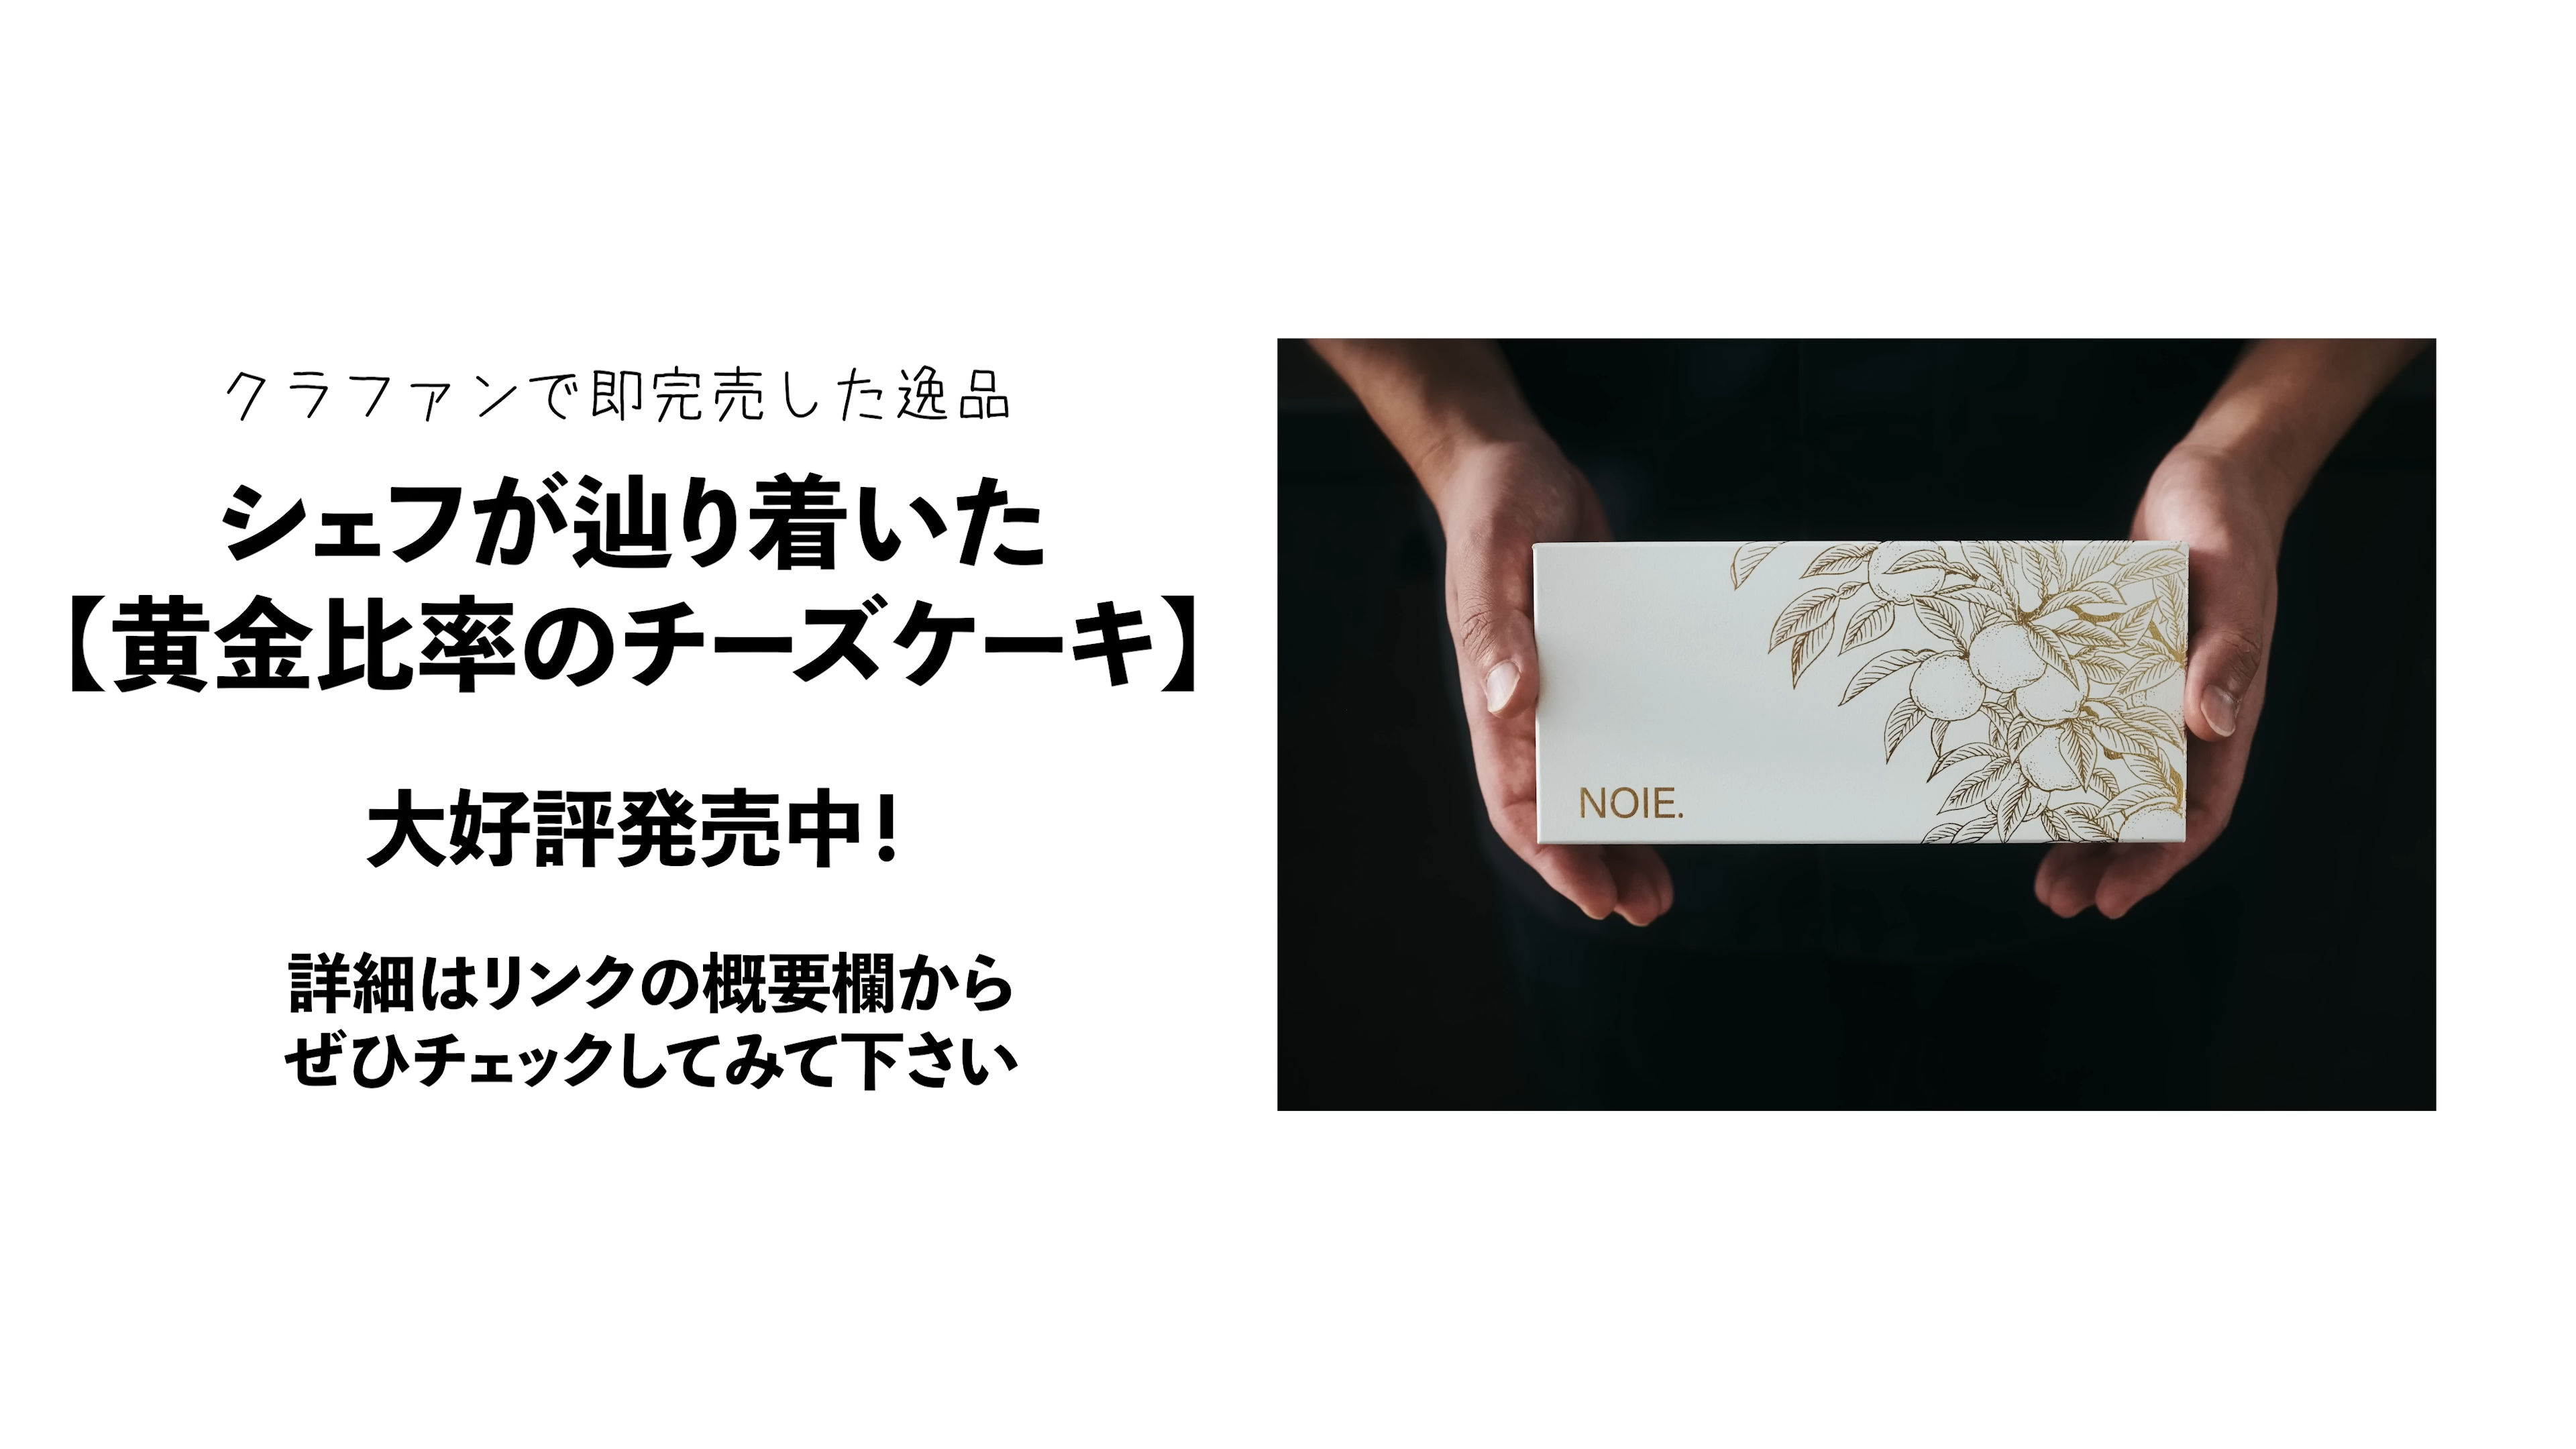 クラファンで即完売した逸品
シェフが辿り着いた
【黄金比率のチーズケーキ】
大好評発売中！
詳細はリンクの概要欄から
ぜひチェックしてみて下さい
NOIE.